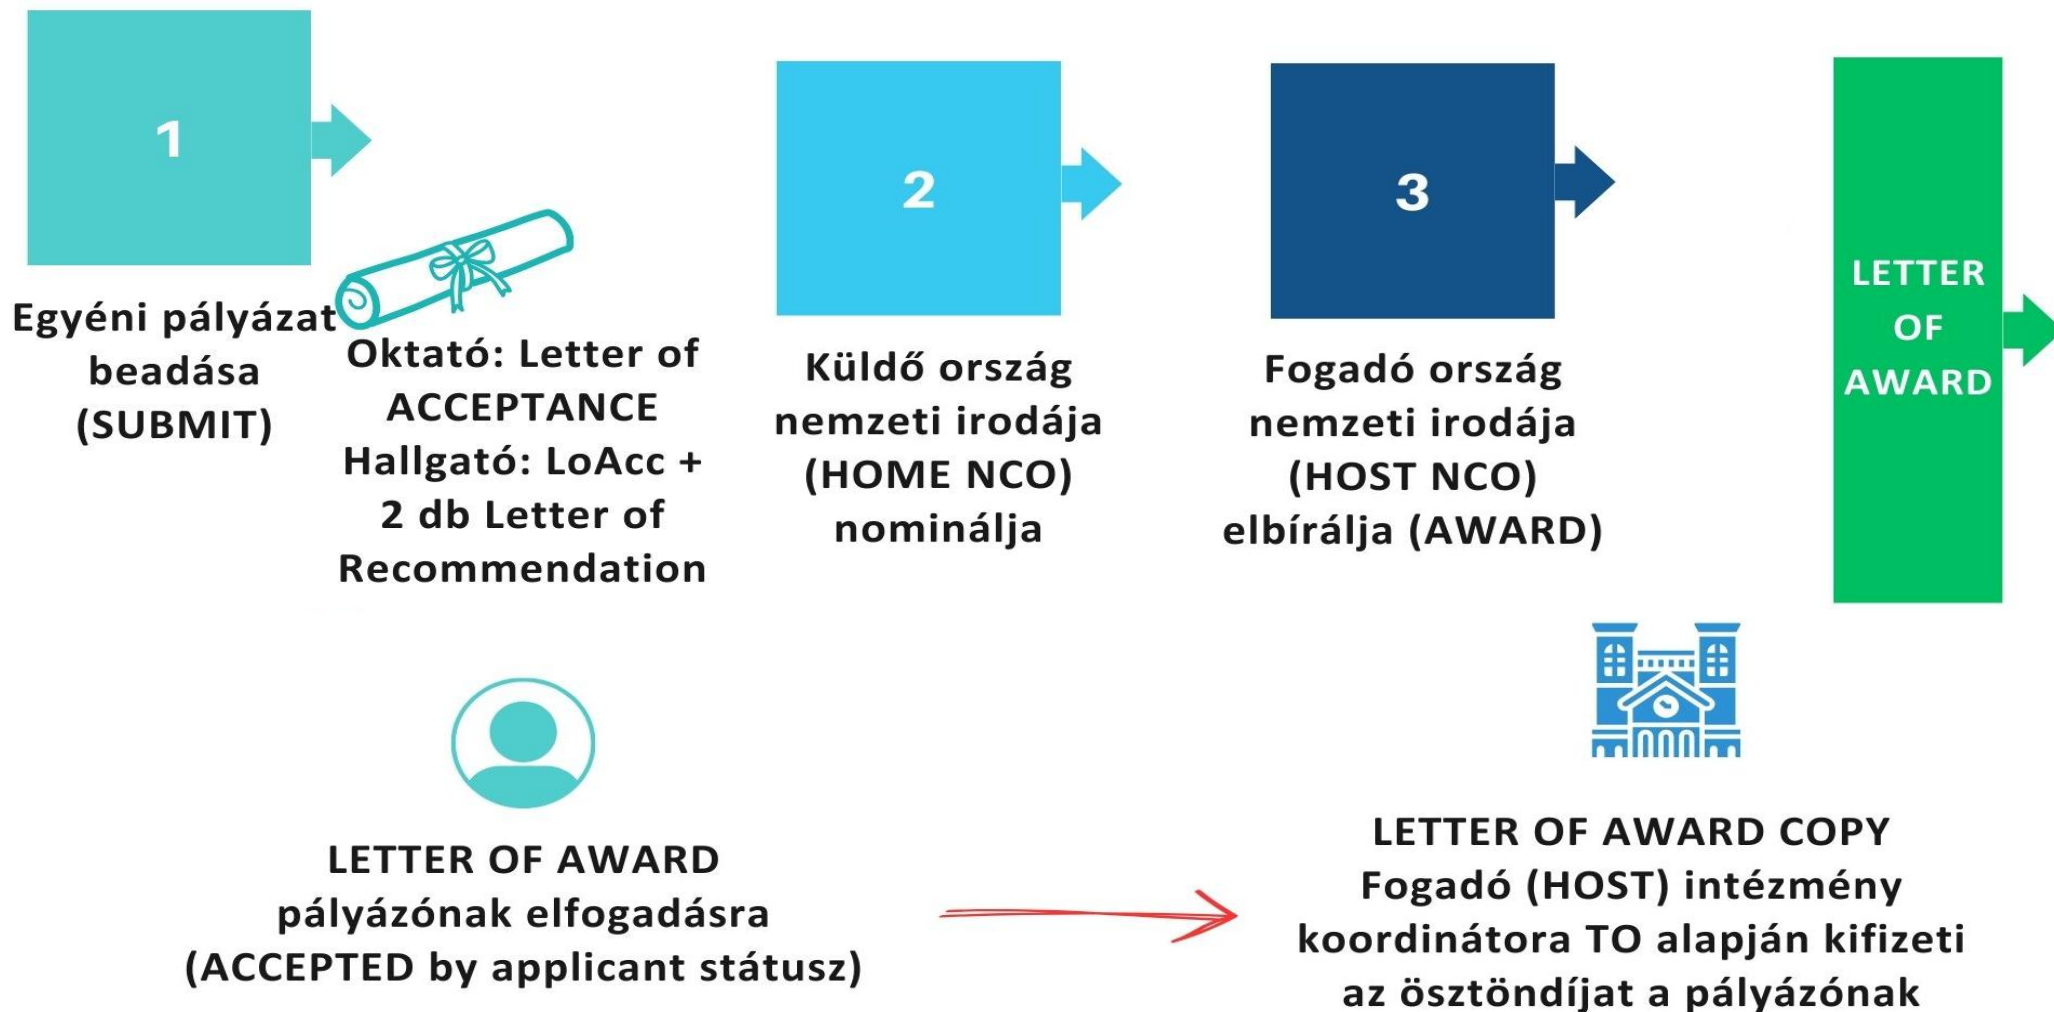 1
Egyéni pályázat
beadása
(SUBMIT)
Oktató: Letter of
ACCEPTANCE
Hallgató: LoAcc +
2 db Letter of
Recommendation
2
Küldő ország
nemzeti irodája
(HOME NCO)
nominálja
3
Fogadó ország
nemzeti irodája
(HOST NCO)
elbírálja (AWARD)
LETTER
OF
AWARD
LETTER OF AWARD
pályázónak elfogadásra
(ACCEPTED by applicant státusz)
LETTER OF AWARD COPY
Fogadó (HOST) intézmény
koordinátora TO alapján kifizeti
az ösztöndíjat a pályázónak